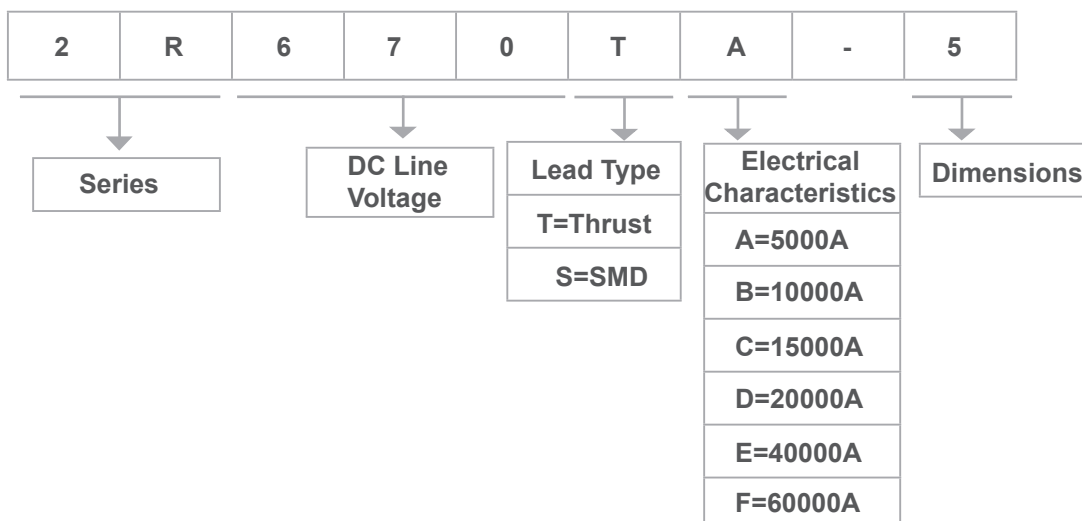 2 R 6 7 0 T A - 5
Series
DC Line
Voltage
Lead Type
T=Thrust
S=SMD
Electrical
Characteristics
A=5000A
B=10000A
C=15000A
D=20000A
E=40000A
F=60000A
Dimensions